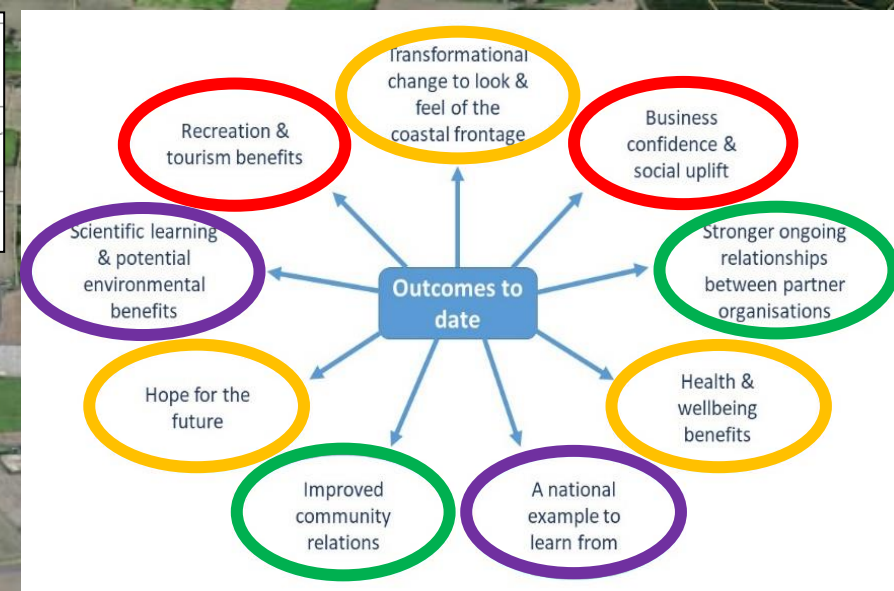 Transformational
change to look &
feel of the
coastal frontage
Business
confidence &
social uplift
Stronger ongoing
relationships
between partner
organisations
Health &
wellbeing
benefits
A national
example to
learn from
Improved
community
relations
Hope for the
future
Scientific learning
& potential
environmental
benefits
Recreation &
tourism benefits
Outcomes to
date